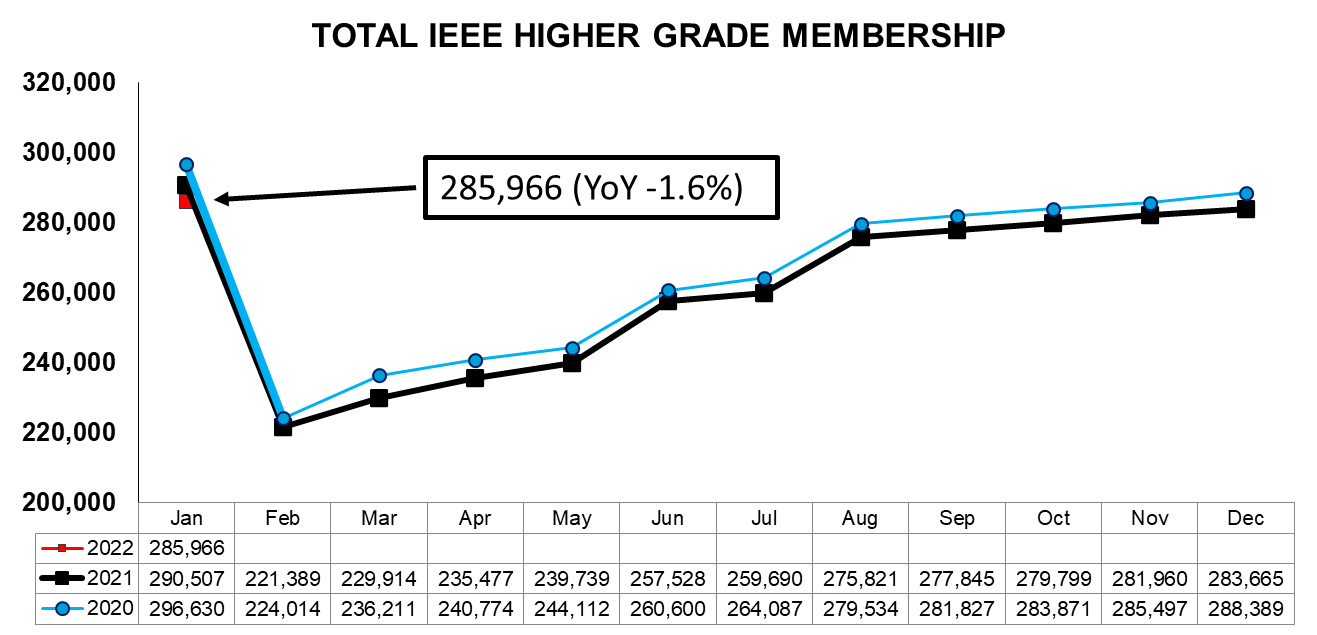 TOTAL IEEE HIGHER GRADE MEMBERSHIP
320,000
300,000
280,000
260,000
240,000
220,000
200,000
285,966 (YoY -1.6%)
Jan Feb Mar Apr May Jun Jul Aug Sep Oct Nov Dec
2022 285,966
2021 290,507 221,389 229,914 235,477 239,739 257,528 259,690 275,821 277,845 279,799 281,960 283,665
2020 296,630 224,014 236,211 240,774 244,112 260,600 264,087 279,534 281,827 283,871 285,497 288,389